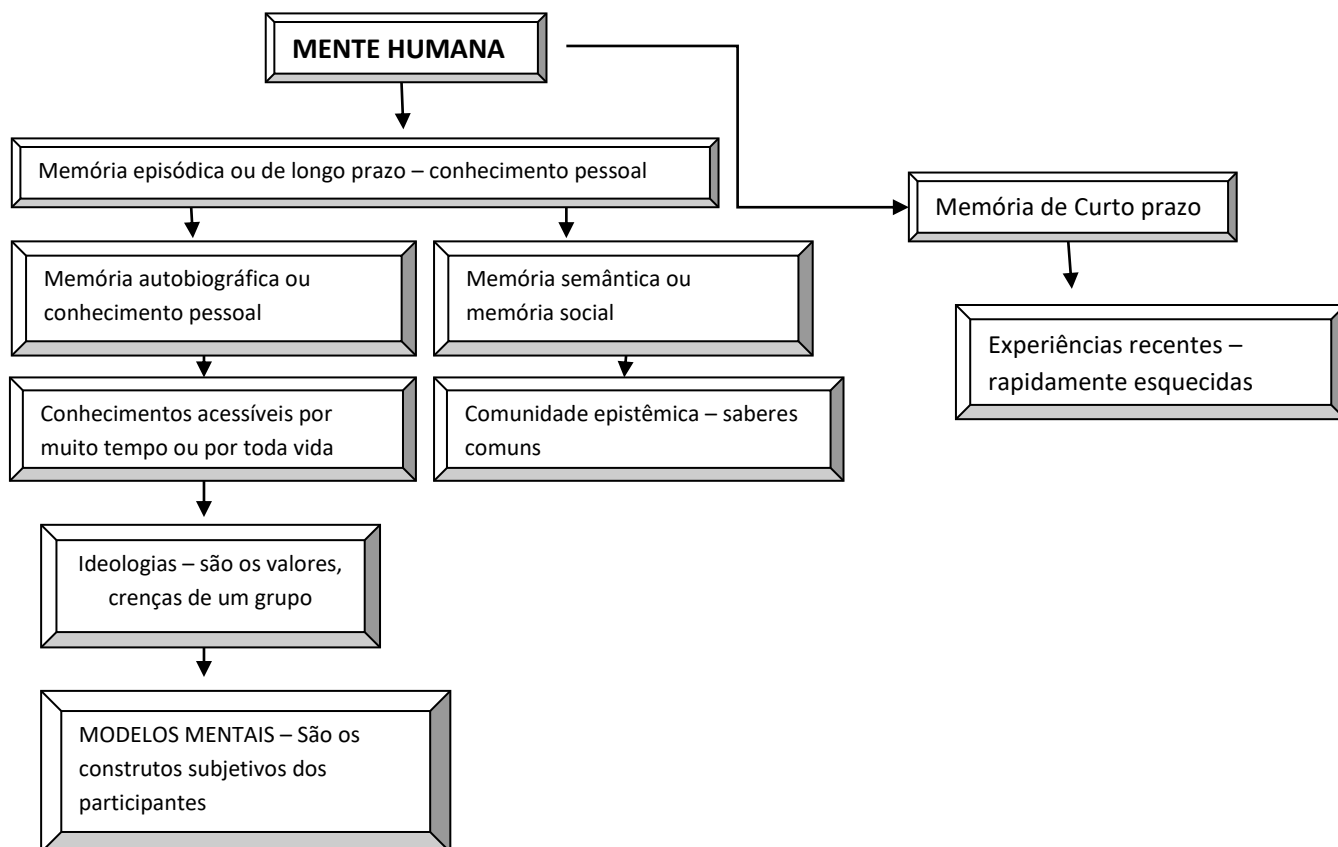 MENTE HUMANA
Memória episódica ou de longo prazo – conhecimento pessoal
Memória de Curto prazo
Memória autobiográfica ou
conhecimento pessoal
Memória semântica ou
memória social
Experiências recentes –
rapidamente esquecidas
Conhecimentos acessíveis por
muito tempo ou por toda vida
Comunidade epistêmica – saberes
comuns
Ideologias – são os valores,
crenças de um grupo
MODELOS MENTAIS – São os
construtos subjetivos dos
participantes